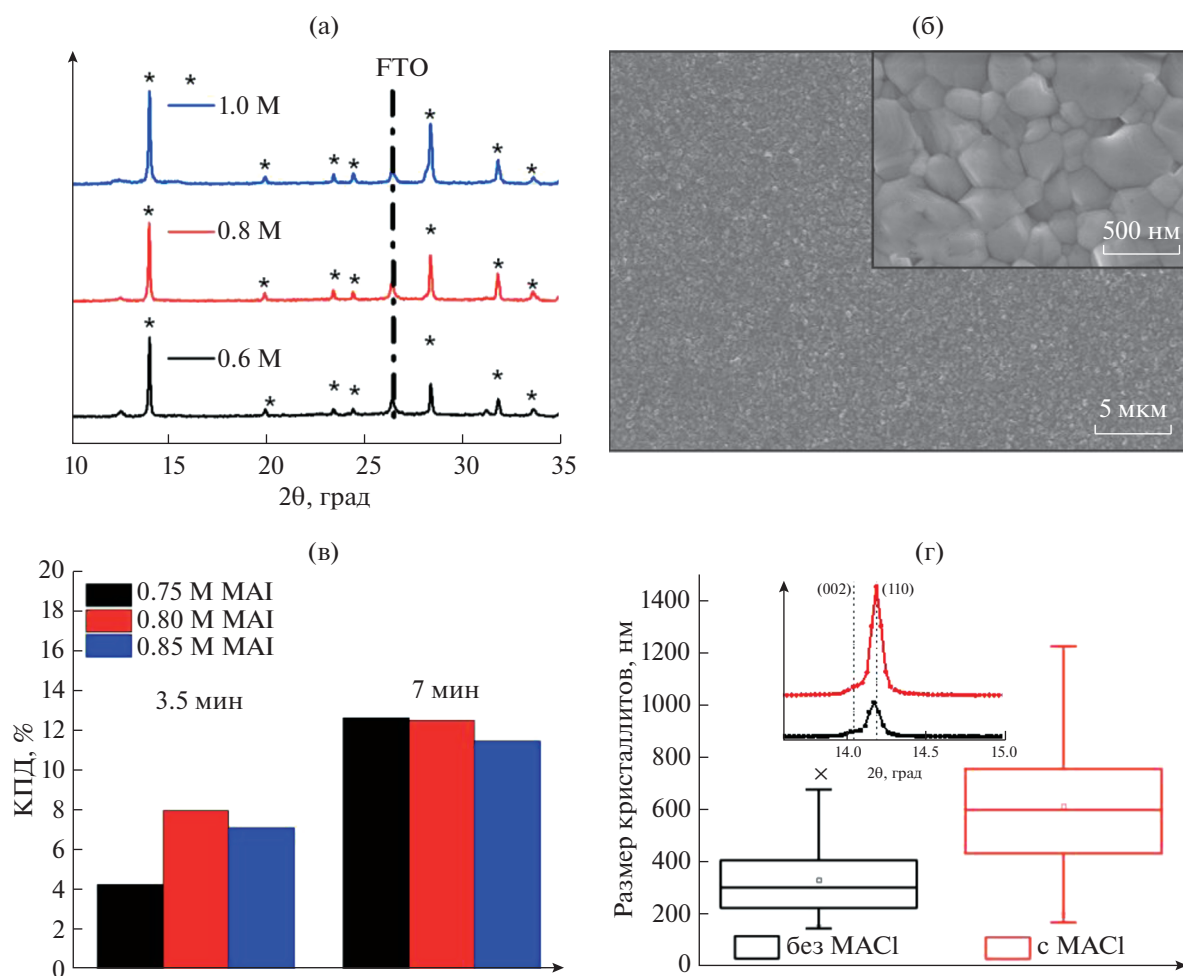 (а)
*
*
FTO
1.0 М
*
*
*
*
*
*
*
0.8 М
*
*
*
*
*
*
*
0.6 М
*
*
*
*
*
*
10
15
20
25
30
35
2θ, град
(б)
500 нм
5 мкм
(в)
20
18
16
14
12
10
8
6
4
2
0
КПД, %
0.75 М MAI
0.80 М MAI
0.85 М MAI
3.5 мин
7 мин
(г)
Размер кристаллитов, нм
1400
1200
1000
800
600
400
200
0
(002)
(110)
14.0
14.5
15.0
2θ, град
без MACl
с MACl